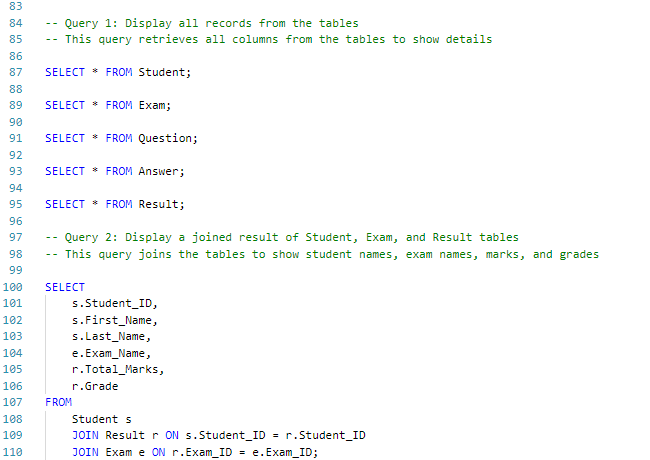 83
84 -- Query 1: Display all records from the tables
85 -- This query retrieves all columns from the tables to show details
86
87 SELECT * FROM Student;
88
89 SELECT * FROM Exam;
90
91 SELECT * FROM Question;
92
93 SELECT * FROM Answer;
94
95 SELECT * FROM Result;
96
97 -- Query 2: Display a joined result of Student, Exam, and Result tables
98 -- This query joins the tables to show student names, exam names, marks, and grades
99
100 SELECT
101     s.Student_ID,
102     s.First_Name,
103     s.Last_Name,
104     e.Exam_Name,
105     r.Total_Marks,
106     r.Grade
107 FROM
108     Student s
109     JOIN Result r ON s.Student_ID = r.Student_ID
110     JOIN Exam e ON r.Exam_ID = e.Exam_ID;